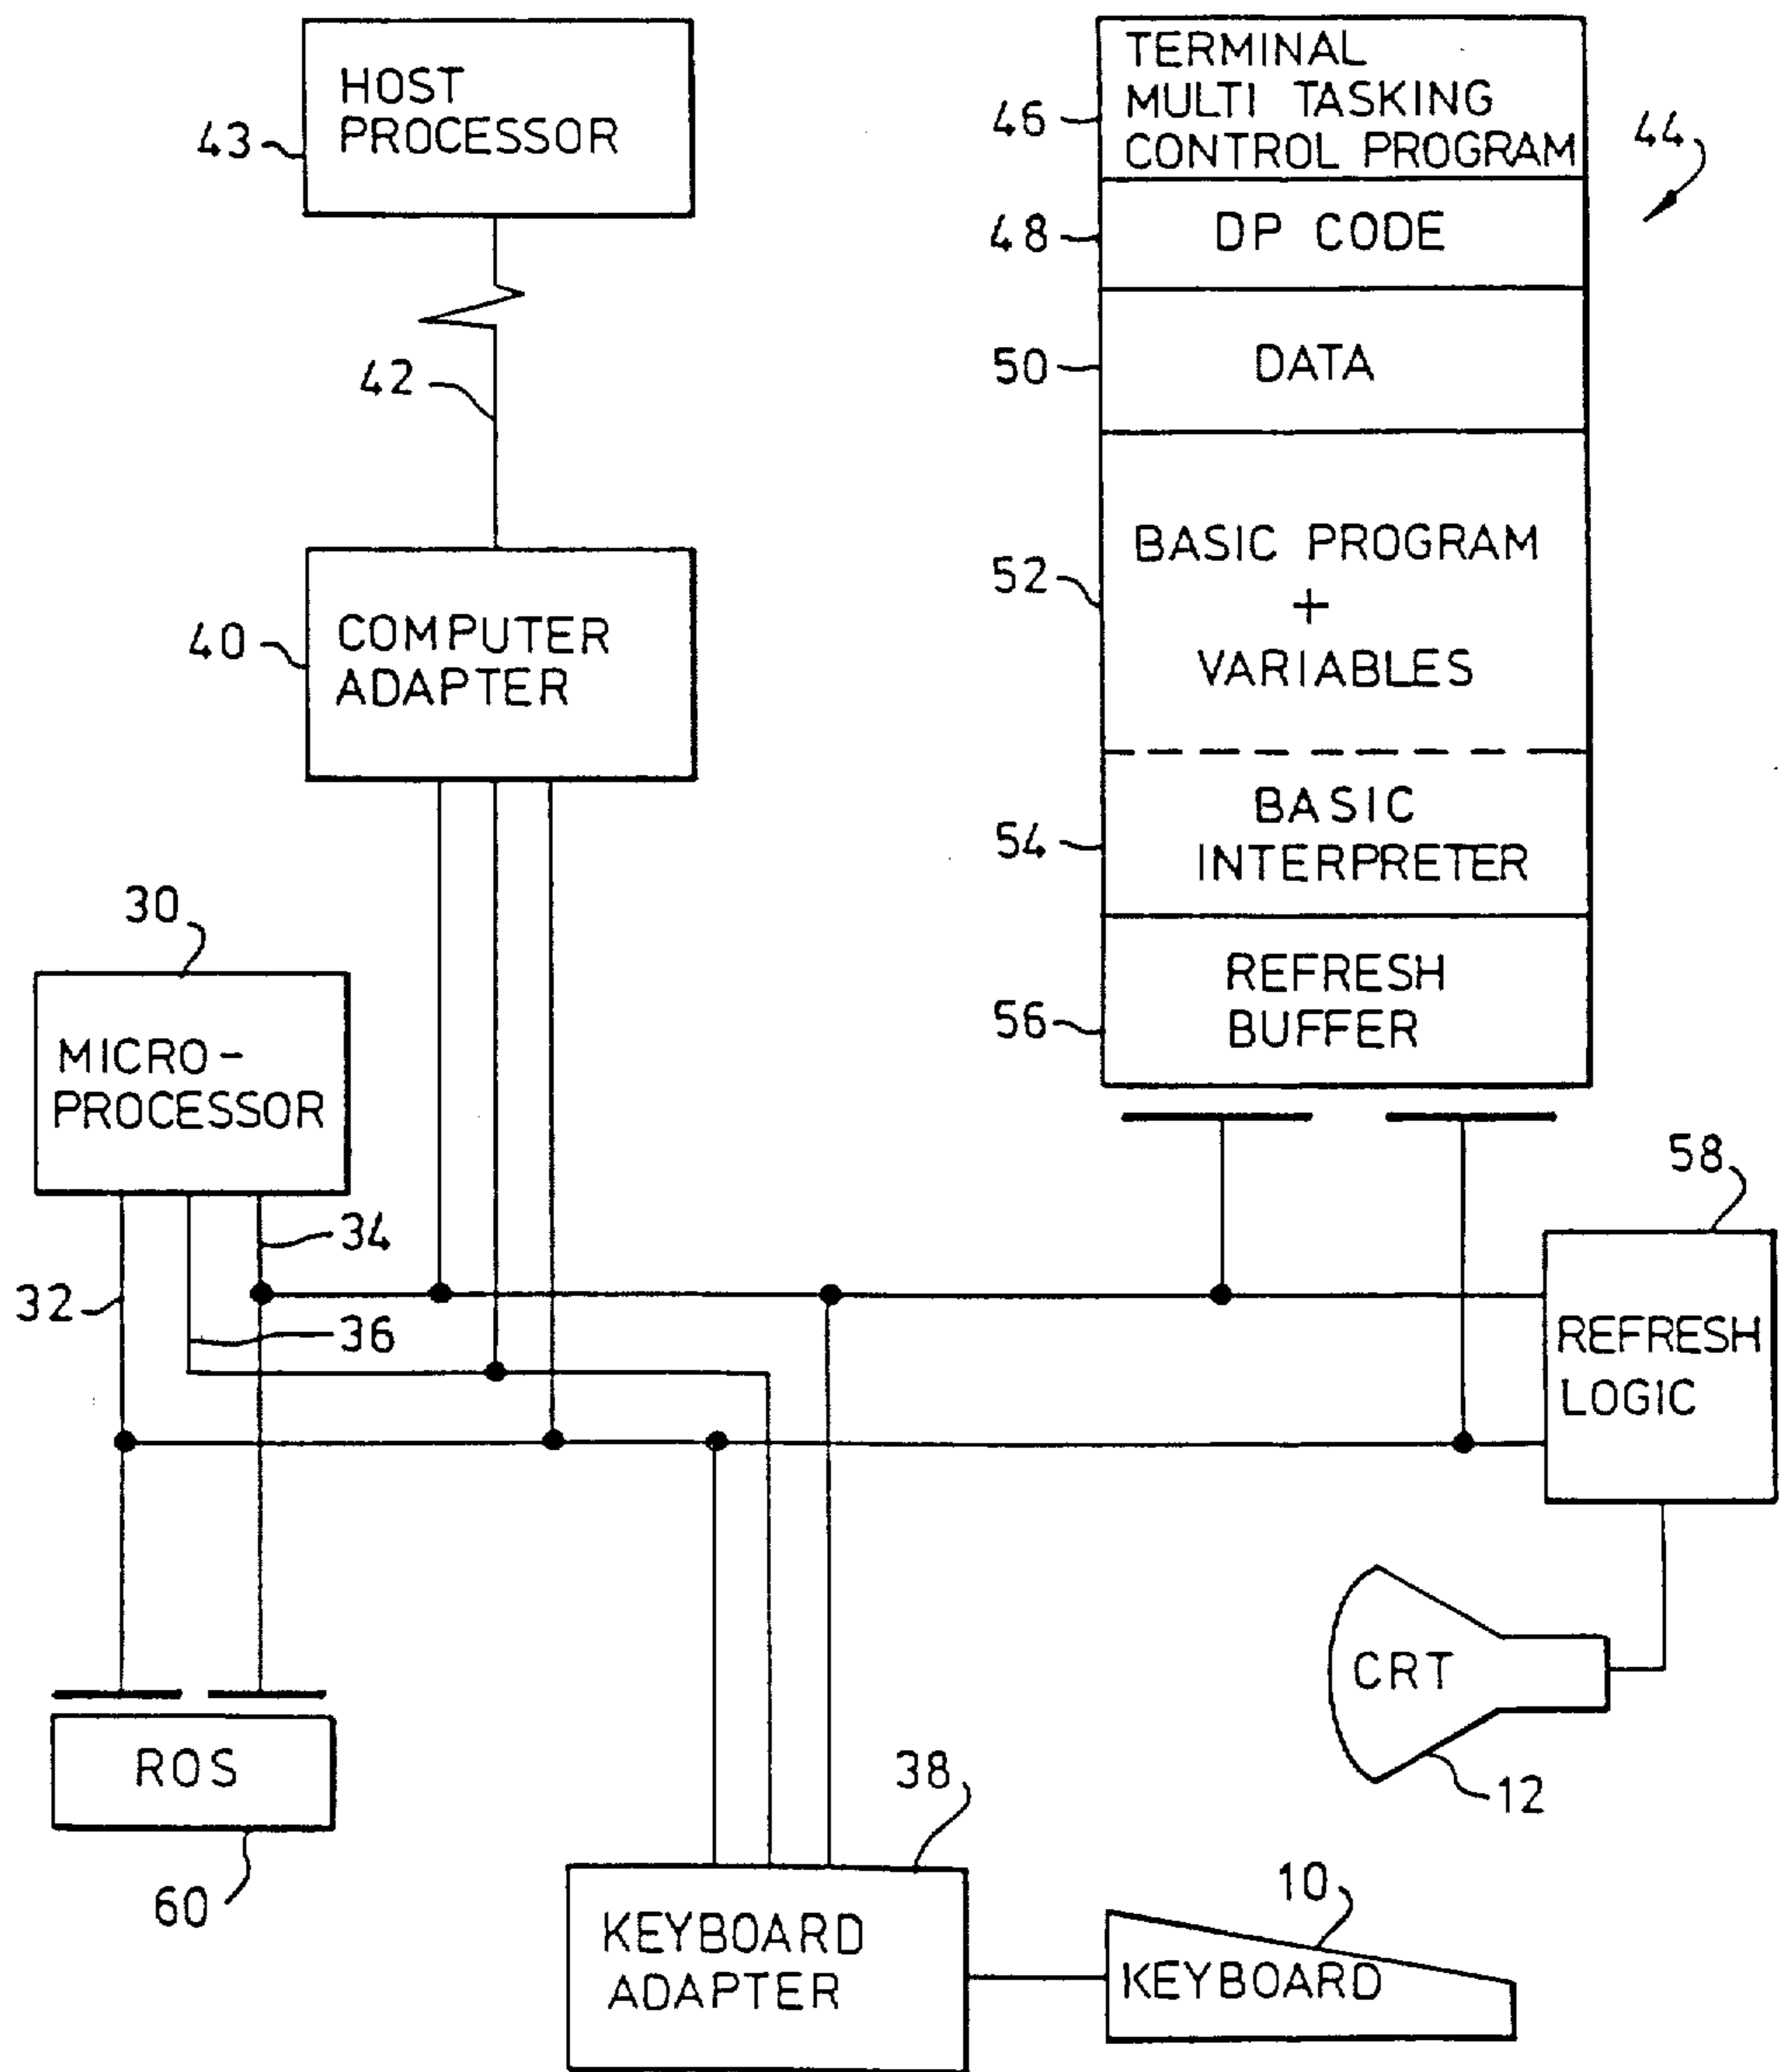 HOST
PROCESSOR
43
42
COMPUTER
ADAPTER
40
TERMINAL
MULTI TASKING
CONTROL PROGRAM
46
44
DP CODE
48
DATA
50
BASIC PROGRAM
+
VARIABLES
52
BASIC
INTERPRETER
54
REFRESH
BUFFER
56
30
MICRO-
PROCESSOR
32
34
36
58
REFRESH
LOGIC
CRT
12
ROS
60
38
KEYBOARD
ADAPTER
10
KEYBOARD